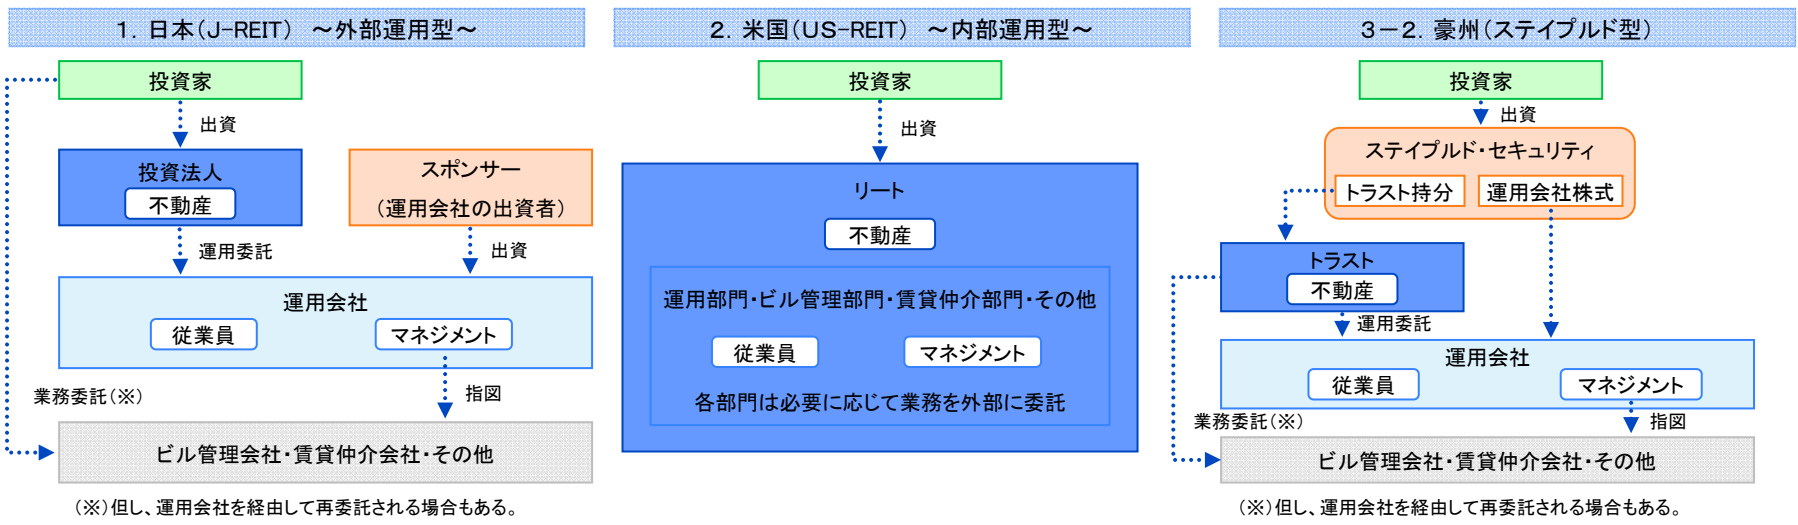 1. 日本(J-REIT) ～外部運用型～
投資家
出資
投資法人
不動産
スポンサー
(運用会社の出資者)
運用委託
出資
運用会社
従業員
マネジメント
業務委託(※)
指図
ビル管理会社・賃貸仲介会社・その他
(※)但し、運用会社を経由して再委託される場合もある。
2. 米国(US-REIT) ～内部運用型～
投資家
出資
リート
不動産
運用部門・ビル管理部門・賃貸仲介部門・その他
従業員
マネジメント
各部門は必要に応じて業務を外部に委託
3－2. 豪州(ステイプルド型)
投資家
出資
ステイプルド・セキュリティ
トラスト持分
運用会社株式
トラスト
不動産
運用委託
運用会社
従業員
マネジメント
業務委託(※)
指図
ビル管理会社・賃貸仲介会社・その他
(※)但し、運用会社を経由して再委託される場合もある。